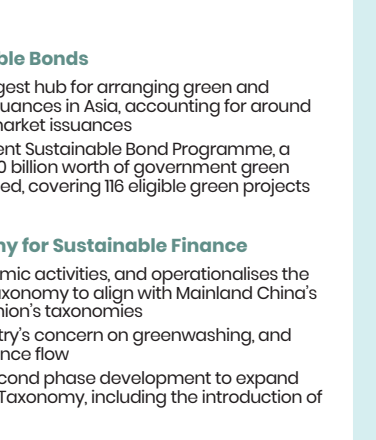 ble Bonds
gest hub for arranging green and
uances in Asia, accounting for around
market issuances
ent Sustainable Bond Programme, a
0 billion worth of government green
ed, covering 116 eligible green projects
ny for Sustainable Finance
mic activities, and operationalises the
axonomy to align with Mainland China's
nion's taxonomies
try's concern on greenwashing, and
nce flow
cond phase development to expand
Taxonomy, including the introduction of